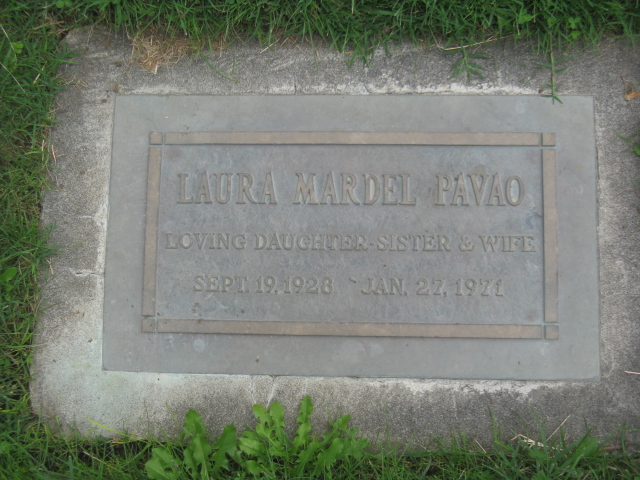 LAURA MARDEL PAVAO
LOVING DAUGHTER-SISTER & WIFE
SEPT. 19, 1928 JAN. 27, 1971